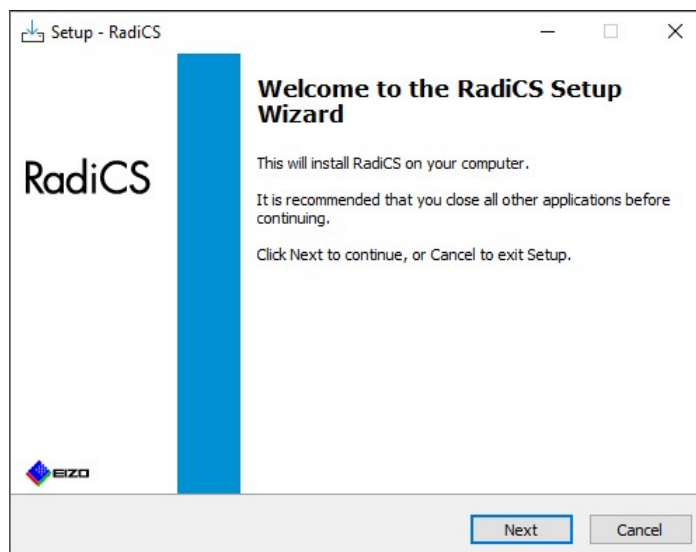 Setup - RadiCS
Welcome to the RadiCS Setup
Wizard
RadiCS
This will install RadiCS on your computer.
It is recommended that you close all other applications before
continuing.
Click Next to continue, or Cancel to exit Setup.
EIZO
Next
Cancel